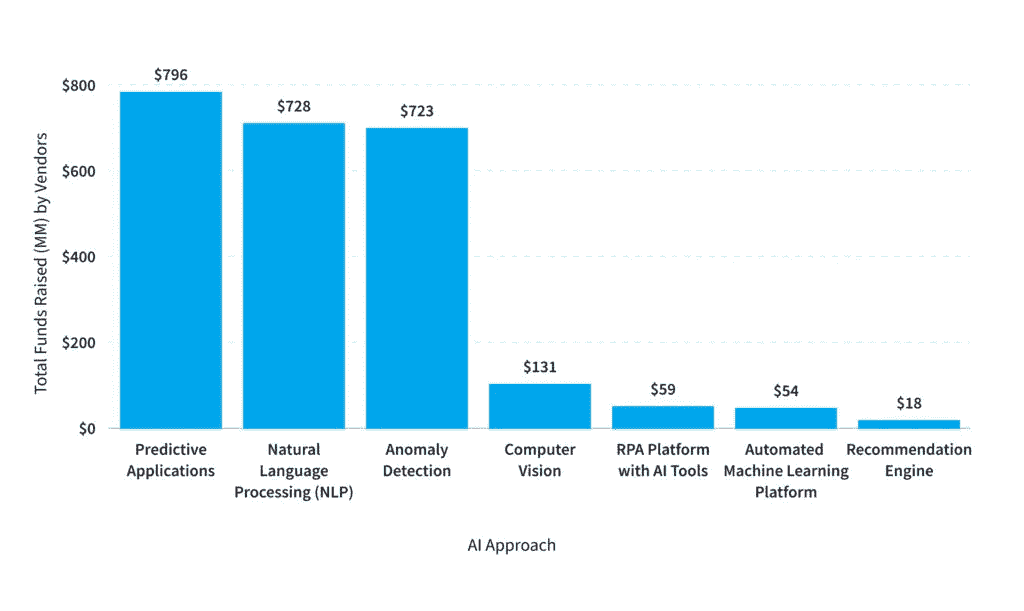 $796
$728
$723
$131
$59
$54
$18
$800
$600
$400
$200
$0
Total Funds Raised (MM) by Vendors
Predictive
Applications
Natural
Language
Processing (NLP)
Anomaly
Detection
Computer
Vision
RPA Platform
with AI Tools
Automated
Machine Learning
Platform
Recommendation
Engine
AI Approach